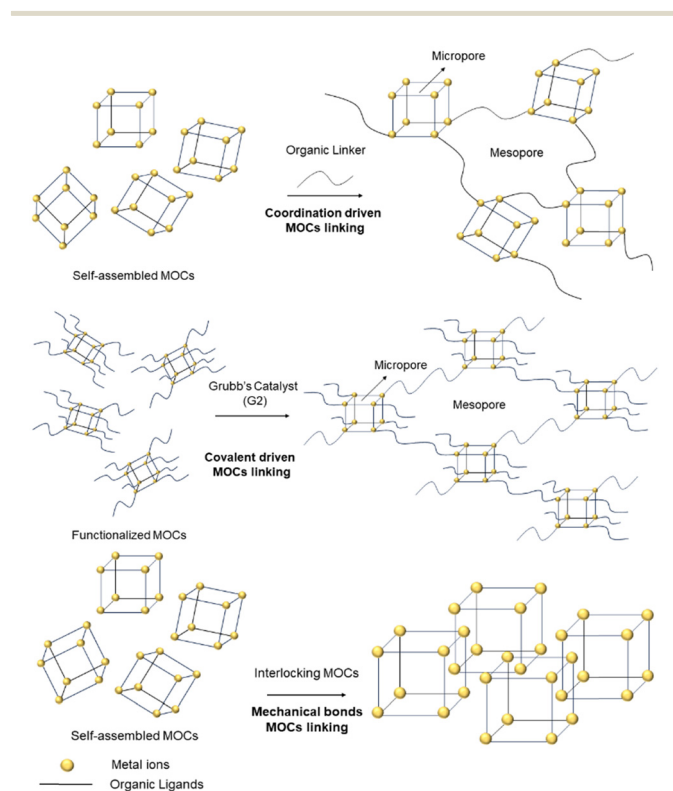 Micropore
Organic Linker
Mesopore
Coordination driven
MOCs linking
Self-assembled MOCs
Grubb's Catalyst
(G2)
Micropore
Mesopore
Covalent driven
MOCs linking
Functionalized MOCs
Interlocking MOCs
Mechanical bonds
MOCs linking
Self-assembled MOCs
Metal ions
Organic Ligands